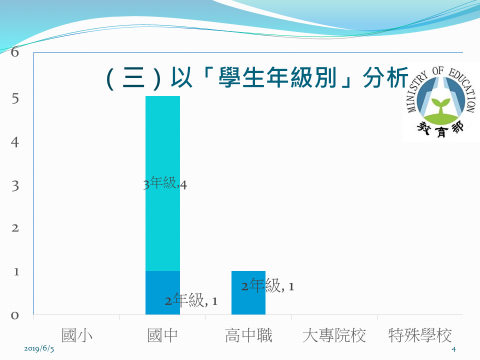 (三)以「學生年級別」分析
MINISTRY OF EDUCATION
教育部
6
5
4
3
2
1
0
3年級,4
2年級, 1
2年級, 1
國小
國中
高中職
大專院校
特殊學校
2019/6/5
4